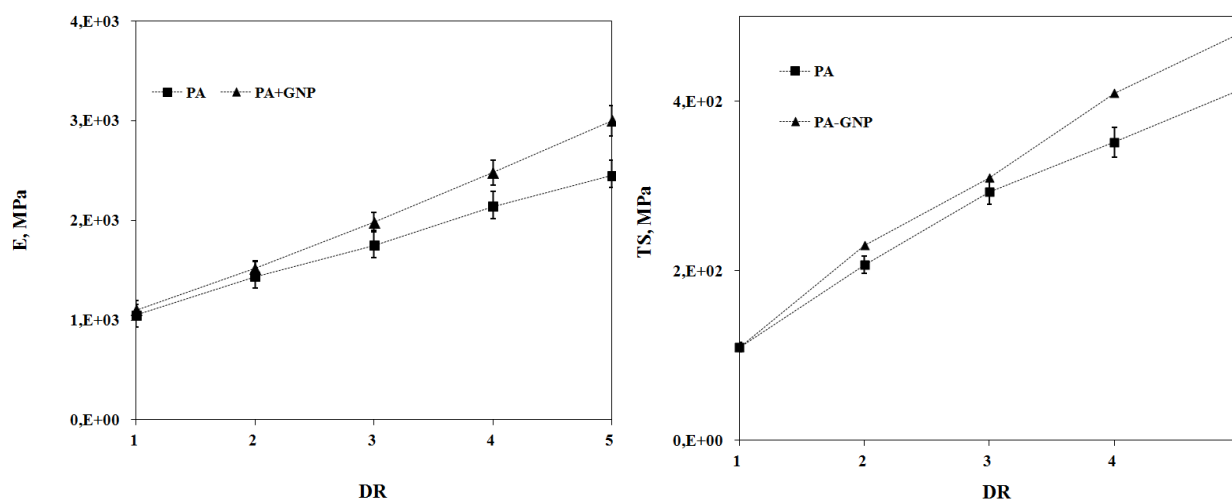 4,E+03
PA PA+GNP
3,E+03
2,E+03
1,E+03
0,E+00
E, MPa
1 2 3 4 5
DR
PA
4,E+02
PA-GNP
2,E+02
0,E+00
TS, MPa
1 2 3 4
DR